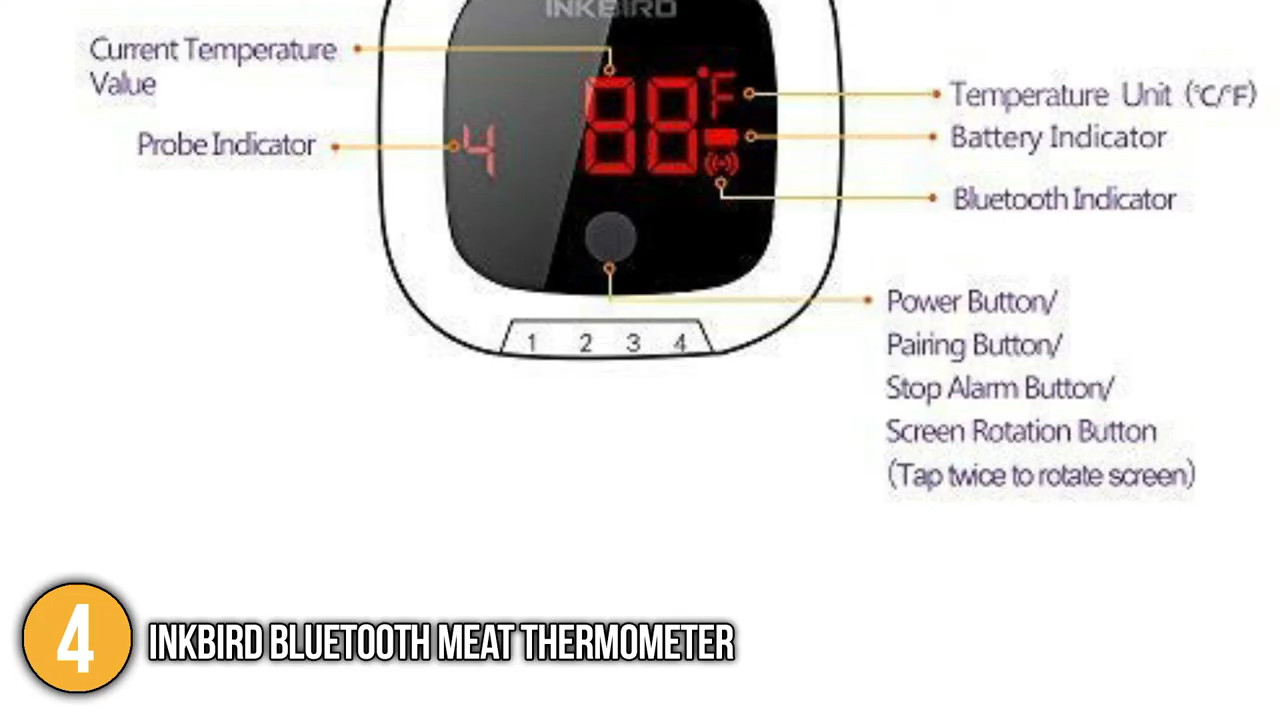 INKBIRD
Current Temperature
Value
Probe Indicator
4
88°F
Temperature Unit (℃/℉)
Battery Indicator
Bluetooth Indicator
1 2 3 4
Power Button/
Pairing Button/
Stop Alarm Button/
Screen Rotation Button
(Tap twice to rotate screen)
4
INKBIRD BLUETOOTH MEAT THERMOMETER